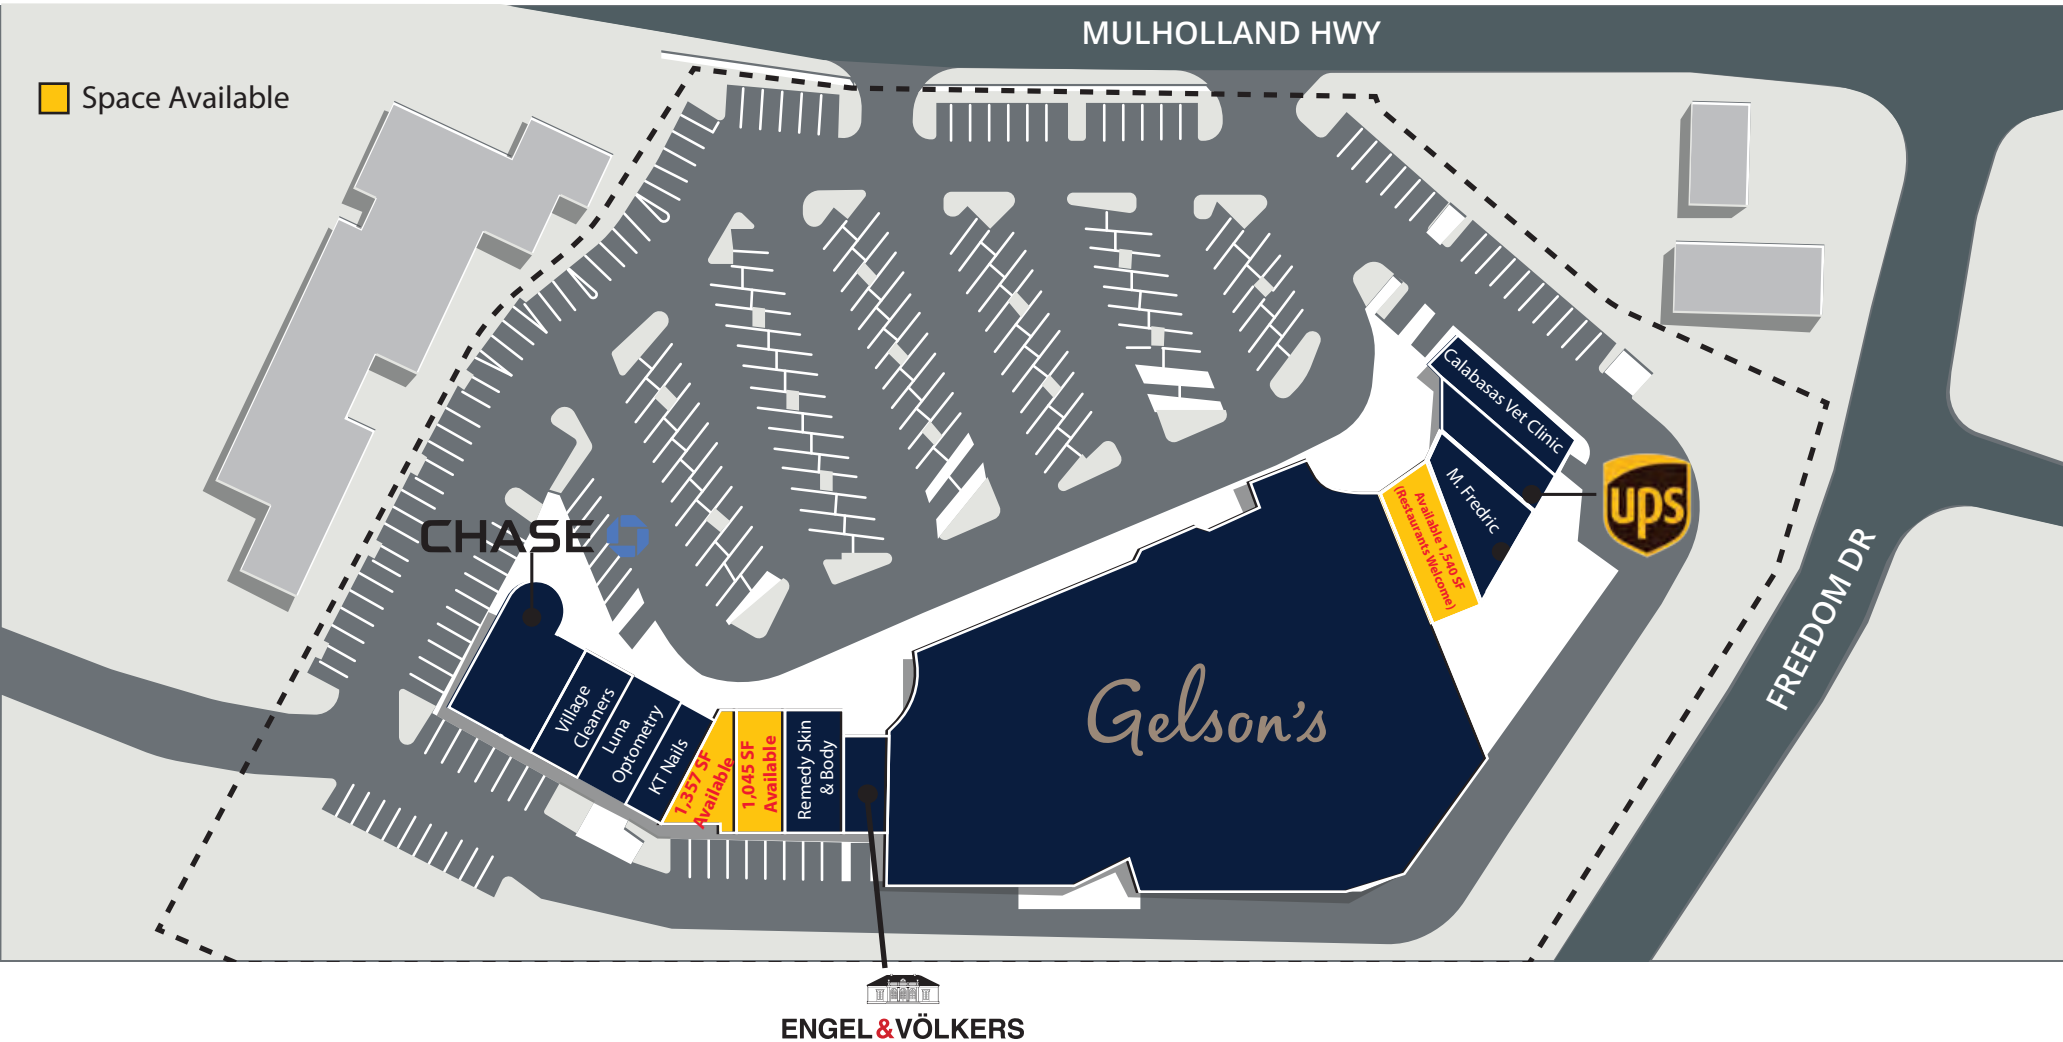 MULHOLLAND HWY
Space Available
Calabasas Vet Clinic
M. Fredric
ups
Available 1,540 SF
(Restaurants Welcome)
CHASE
FREEDOM DR
Gelson's
Village
Cleaners
Luna
Optometry
KT Nails
1,357 SF
Available
1,045 SF
Available
Remedy Skin
& Body
ENGEL&VÖLKERS